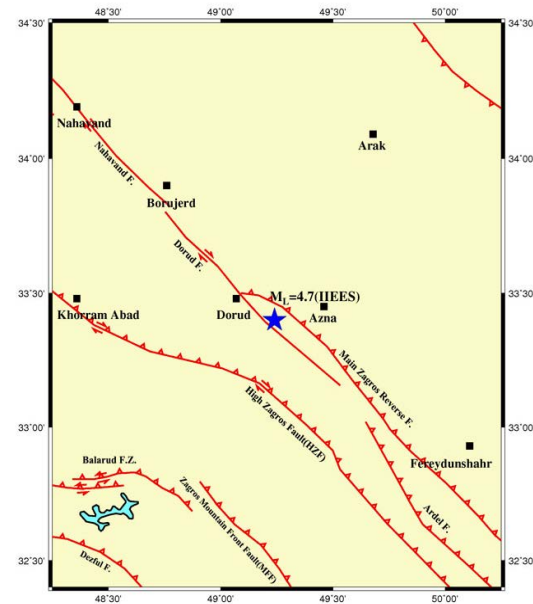 48˚30' 49˚00' 49˚30' 50˚00'
34˚30' 34˚30'
Nahavand
Nahavand F.
Arak
34˚00' 34˚00'
Borujerd
Dorud F.
33˚30' 33˚30'
M_L=4.7(IIEES)
Khorram Abad Dorud Azna
Main Zagros Reverse F.
High Zagros Fault(HZF)
33˚00' 33˚00'
Balarud F.Z.
Fereydunshahr
Zagros Mountain Front Fault(MFF)
Ardel F.
Dezful F.
32˚30' 32˚30'
48˚30' 49˚00' 49˚30' 50˚00'